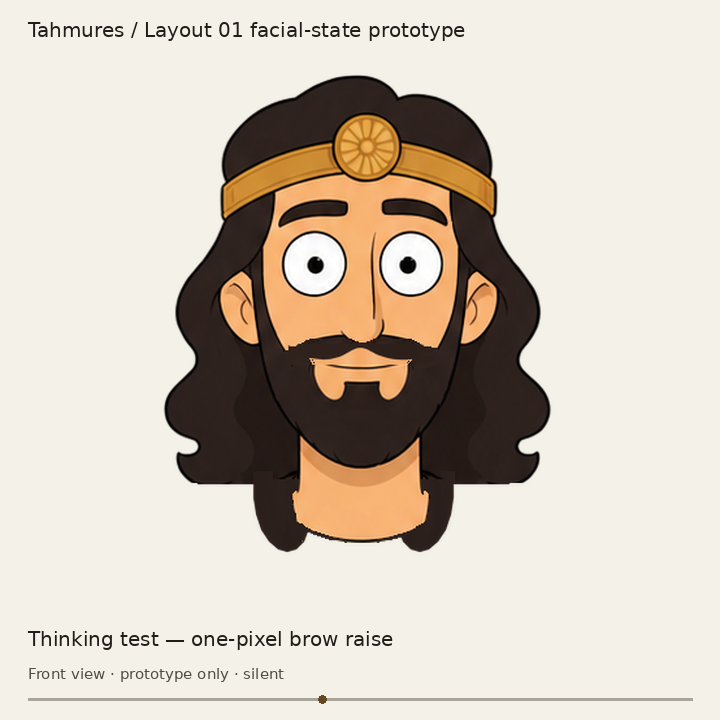 Tahmures / Layout 01 facial-state prototype
Thinking test — one-pixel brow raise
Front view · prototype only · silent